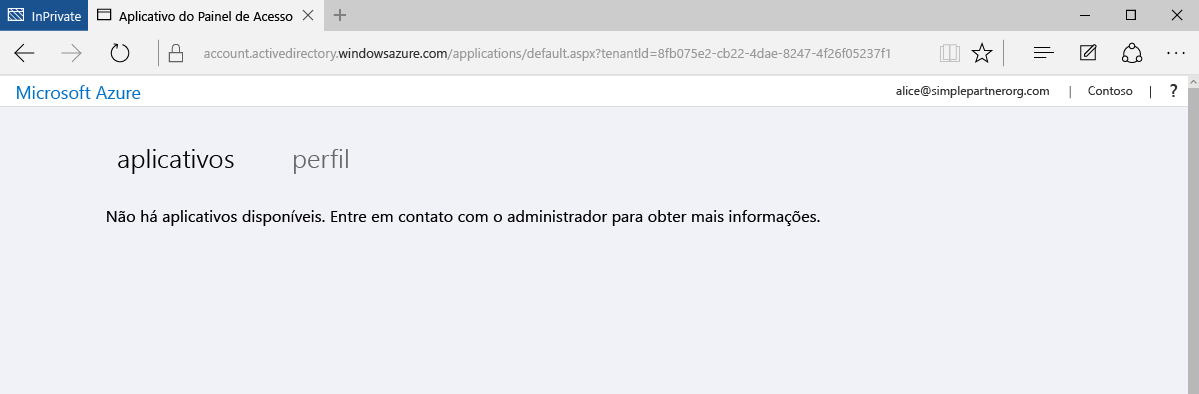 InPrivate Aplicativo do Painel de Acesso
account.activedirectory.windowsazure.com/applications/default.aspx?tenantId=8fb075e2-cb22-4dae-8247-4f26f05237f1
Microsoft Azure alice@simplepartnerorg.com | Contoso | ?
aplicativos perfil
Não há aplicativos disponíveis. Entre em contato com o administrador para obter mais informações.